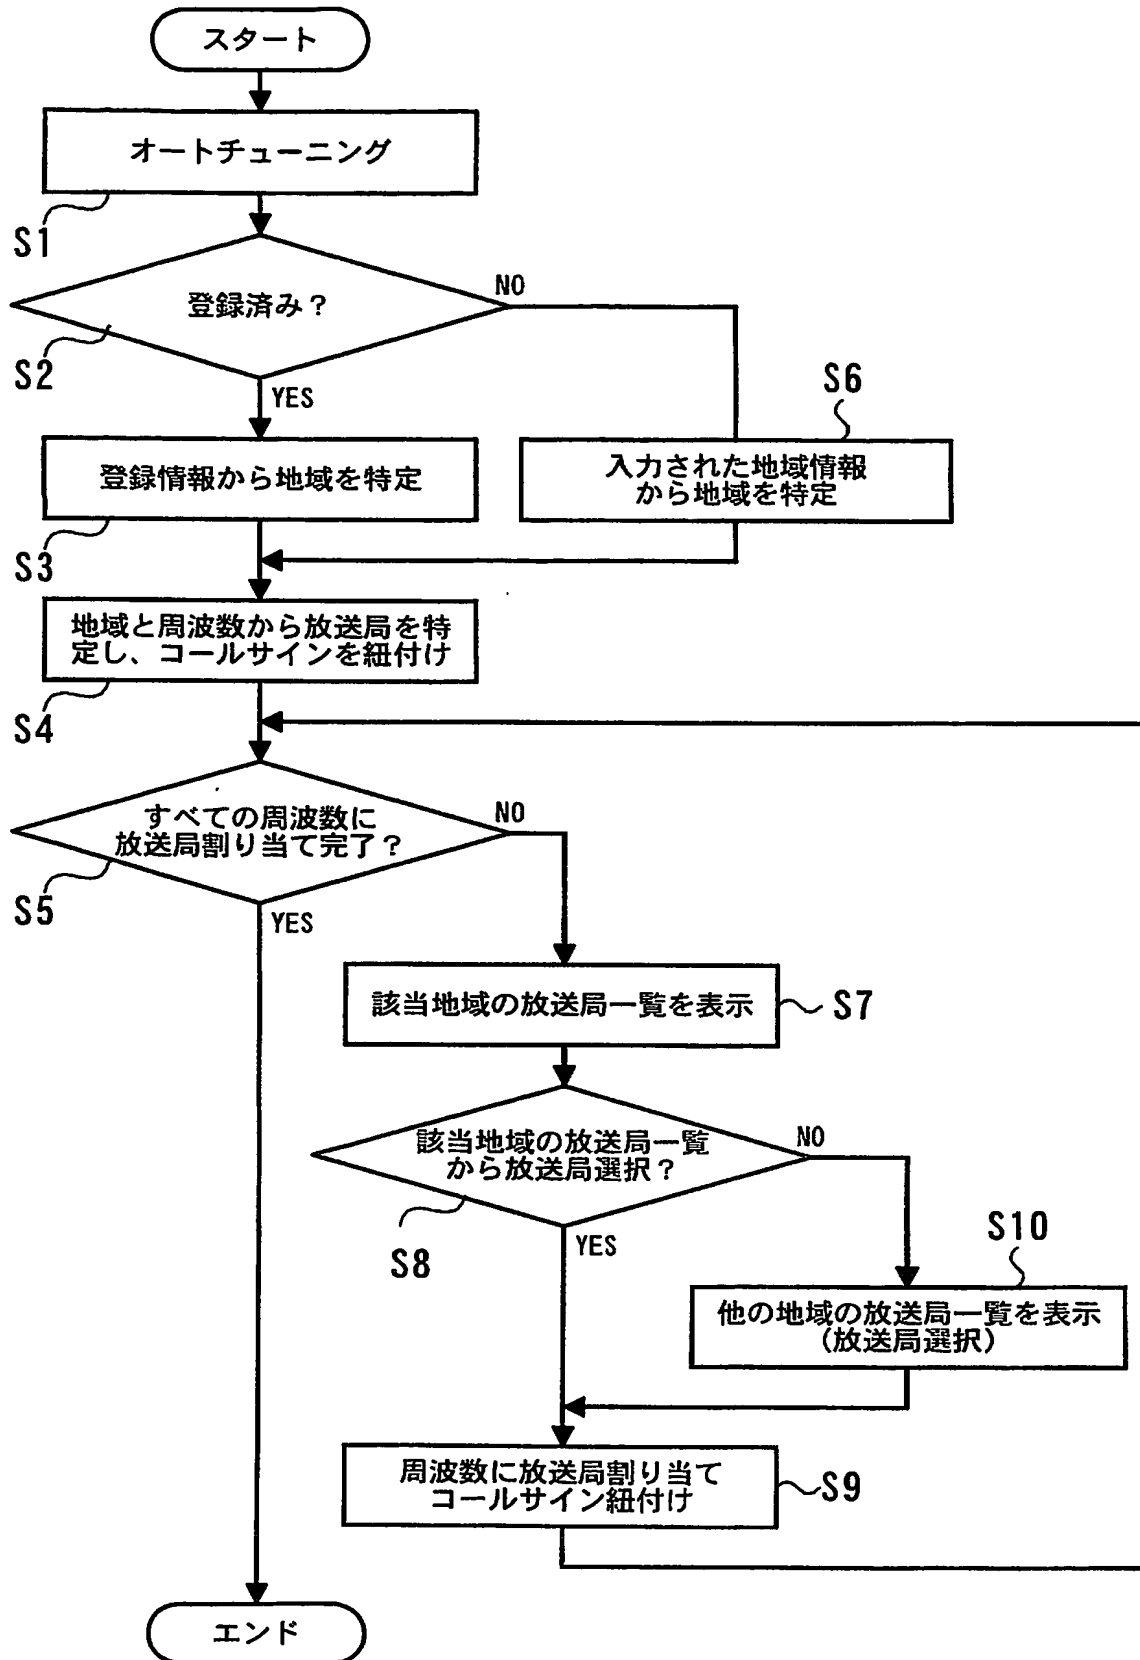 スタート
オートチューニング
S1
登録済み?
NO
S2
YES
S6
登録情報から地域を特定
入力された地域情報
から地域を特定
S3
地域と周波数から放送局を特
定し、コールサインを紐付け
S4
すべての周波数に
放送局割り当て完了?
NO
S5
YES
該当地域の放送局一覧を表示
S7
該当地域の放送局一覧
から放送局選択?
NO
S8
YES
S10
他の地域の放送局一覧を表示
(放送局選択)
周波数に放送局割り当て
コールサイン紐付け
S9
エンド